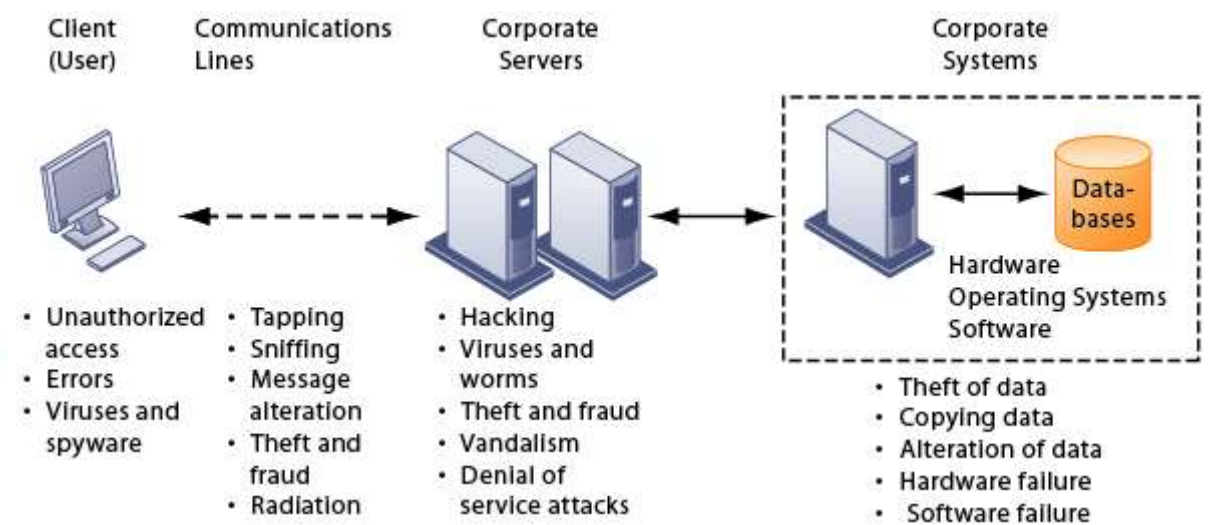 Client
(User)
Communications
Lines
Corporate
Servers
Corporate
Systems
Data-
bases
Hardware
Operating Systems
Software
• Unauthorized
access
• Errors
• Viruses and
spyware
• Tapping
• Sniffing
• Message
alteration
• Theft and
fraud
• Radiation
• Hacking
• Viruses and
worms
• Theft and fraud
• Vandalism
• Denial of
service attacks
• Theft of data
• Copying data
• Alteration of data
• Hardware failure
• Software failure